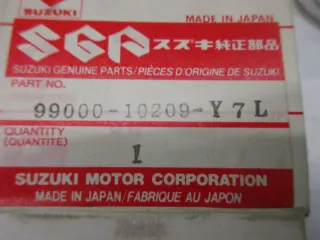 SUZUKI
MADE IN JAPAN
SGP スズキ純正部品
SUZUKI GENUINE PARTS/PIÈCES D'ORIGINE DE SUZUKI
PART NO.
99000-10209-Y7L
QUANTITY
(QUANTITÉ)
1
SUZUKI MOTOR CORPORATION
MADE IN JAPAN/FABRIQUE AU JAPON